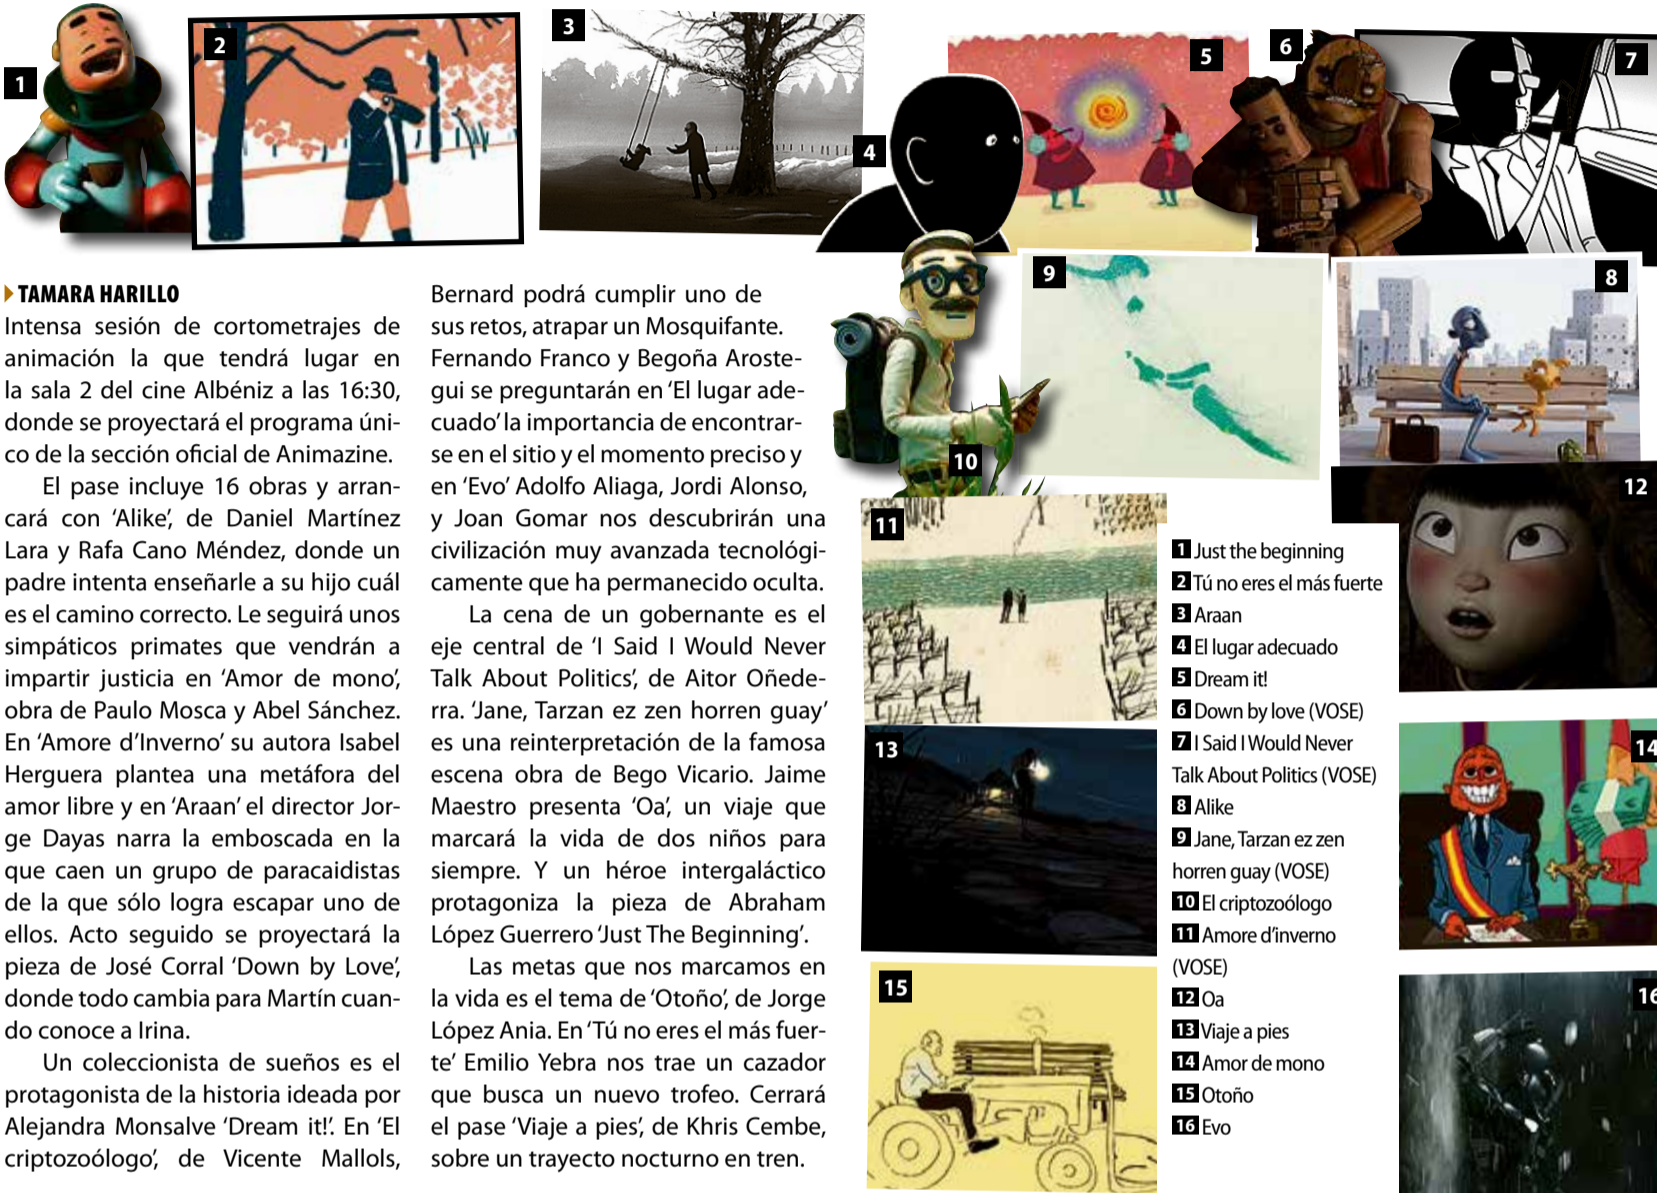 1
2
3
4
5
6
7
8
9
10
11
12
13
14
15
16
TAMARA HARILLO
Intensa sesión de cortometrajes de
animación la que tendrá lugar en
la sala 2 del cine Albéniz a las 16:30,
donde se proyectará el programa úni-
co de la sección oficial de Animazine.
El pase incluye 16 obras y arran-
cará con ‘Alike’, de Daniel Martínez
Lara y Rafa Cano Méndez, donde un
padre intenta enseñarle a su hijo cuál
es el camino correcto. Le seguirá unos
simpáticos primates que vendrán a
impartir justicia en ‘Amor de mono’,
obra de Paulo Mosca y Abel Sánchez.
En ‘Amore d’Inverno’ su autora Isabel
Herguera plantea una metáfora del
amor libre y en ‘Araan’ el director Jor-
ge Dayas narra la emboscada en la
que caen un grupo de paracaidistas
de la que sólo logra escapar uno de
ellos. Acto seguido se proyectará la
pieza de José Corral ‘Down by Love’,
donde todo cambia para Martín cuan-
do conoce a Irina.
Un coleccionista de sueños es el
protagonista de la historia ideada por
Alejandra Monsalve ‘Dream it!’. En ‘El
criptozoólogo’, de Vicente Mallols,
Bernard podrá cumplir uno de
sus retos, atrapar un Mosquifante.
Fernando Franco y Begoña Aroste-
gui se preguntarán en ‘El lugar ade-
cuado’ la importancia de encontrar-
se en el sitio y el momento preciso y
en ‘Evo’ Adolfo Aliaga, Jordi Alonso,
y Joan Gomar nos descubrirán una
civilización muy avanzada tecnológi-
camente que ha permanecido oculta.
La cena de un gobernante es el
eje central de ‘I Said I Would Never
Talk About Politics’, de Aitor Oñede-
rra. ‘Jane, Tarzan ez zen horren guay’
es una reinterpretación de la famosa
escena obra de Bego Vicario. Jaime
Maestro presenta ‘Oa’, un viaje que
marcará la vida de dos niños para
siempre. Y un héroe intergaláctico
protagoniza la pieza de Abraham
López Guerrero ‘Just The Beginning’.
Las metas que nos marcamos en
la vida es el tema de ‘Otoño’, de Jorge
López Ania. En ‘Tú no eres el más fuer-
te’ Emilio Yebra nos trae un cazador
que busca un nuevo trofeo. Cerrará
el pase ‘Viaje a pies’, de Khris Cembe,
sobre un trayecto nocturno en tren.
1 Just the beginning
2 Tú no eres el más fuerte
3 Araan
4 El lugar adecuado
5 Dream it!
6 Down by love (VOSE)
7 I Said I Would Never
Talk About Politics (VOSE)
8 Alike
9 Jane, Tarzan ez zen
horren guay (VOSE)
10 El criptozoólogo
11 Amore d’inverno
(VOSE)
12 Oa
13 Viaje a pies
14 Amor de mono
15 Otoño
16 Evo